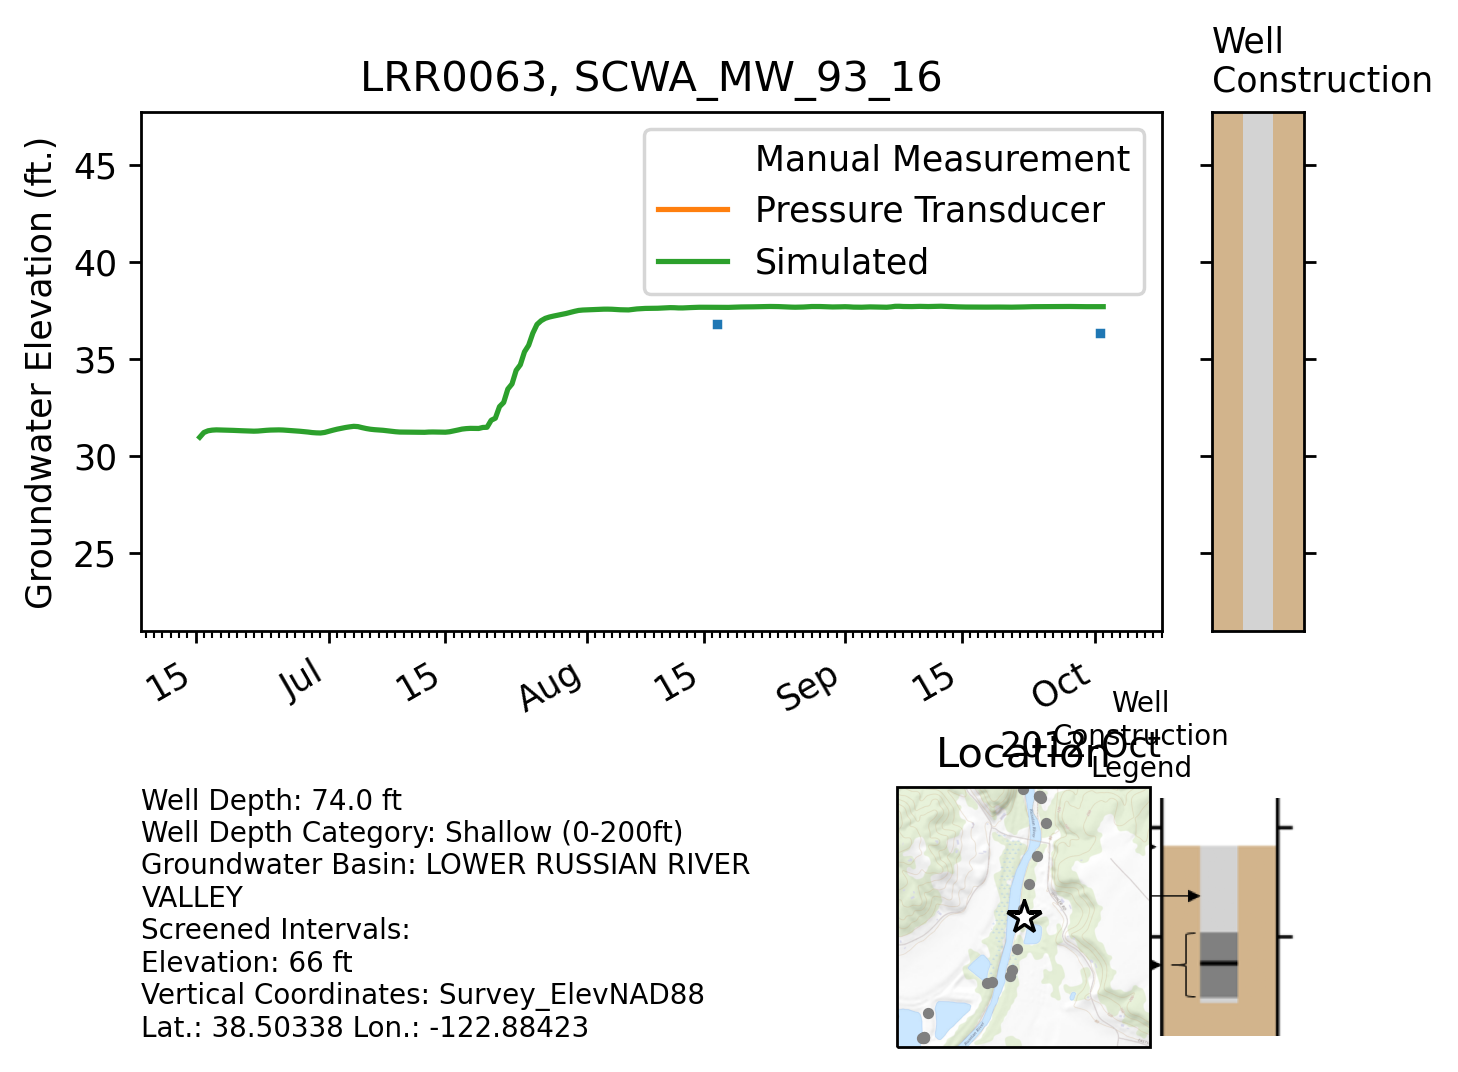 Well
Construction
LRR0063, SCWA_MW_93_16
Groundwater Elevation (ft.)
45
40
35
30
25
Manual Measurement
Pressure Transducer
Simulated
15
Jul
15
Aug
15
Sep
15
Oct
2012-Oct
Well
Construction
Legend
Location
Well Depth: 74.0 ft
Well Depth Category: Shallow (0-200ft)
Groundwater Basin: LOWER RUSSIAN RIVER
VALLEY
Screened Intervals:
Elevation: 66 ft
Vertical Coordinates: Survey_ElevNAD88
Lat.: 38.50338 Lon.: -122.88423